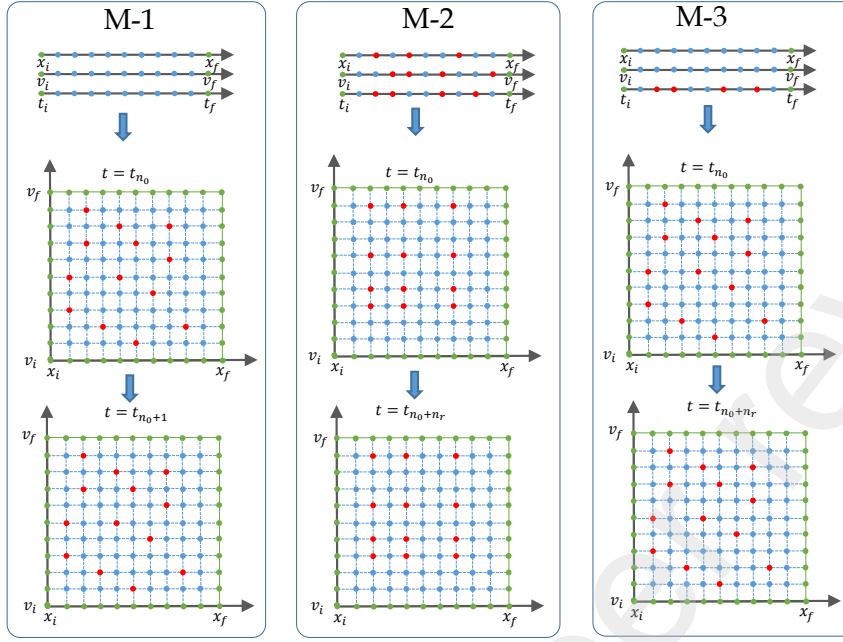 M-1
x_i x_f
v_i v_f
t_i t_f
t = t_{n_0}
v_f
v_i
x_i x_f
t = t_{n_0+1}
v_f
v_i
x_i x_f
M-2
x_i x_f
v_i v_f
t_i t_f
t = t_{n_0}
v_f
v_i
x_i x_f
t = t_{n_0+n_r}
v_f
v_i
x_i x_f
M-3
x_i x_f
v_i v_f
t_i t_f
t = t_{n_0}
v_f
v_i
x_i x_f
t = t_{n_0+n_r}
v_f
v_i
x_i x_f
er re